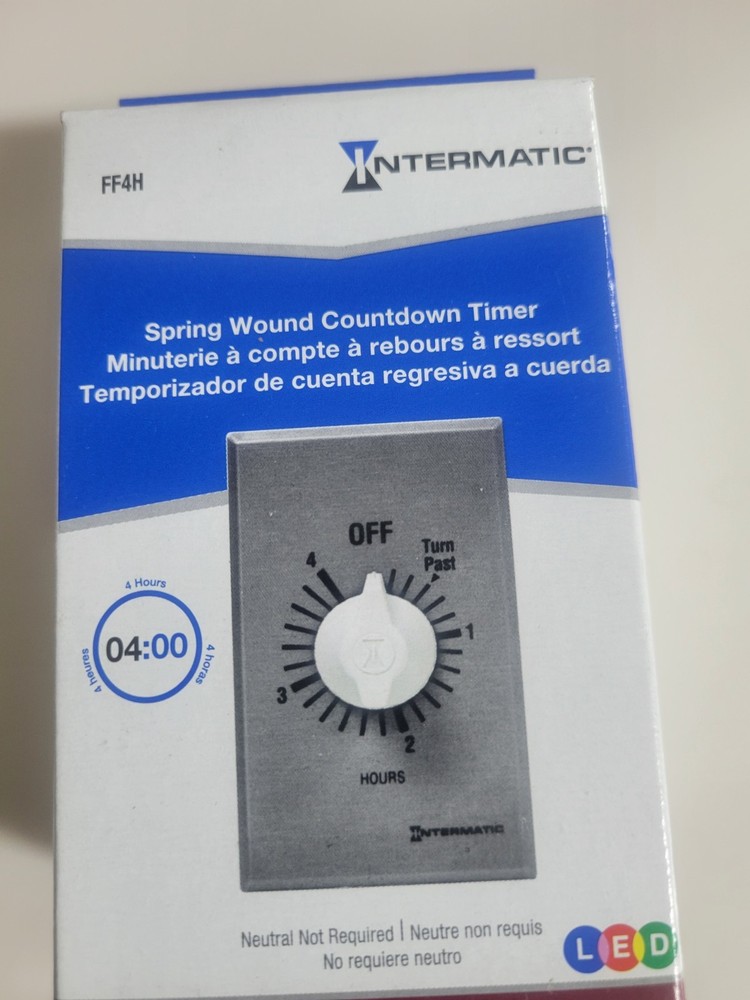 FF4H
INTERMATIC®
Spring Wound Countdown Timer
Minuterie à compte à rebours à ressort
Temporizador de cuenta regresiva a cuerda
OFF
Turn
Past
4
1
3
2
HOURS
INTERMATIC
4 Hours
04:00
4 heures
4 horas
Neutral Not Required | Neutre non requis
No requiere neutro
LED